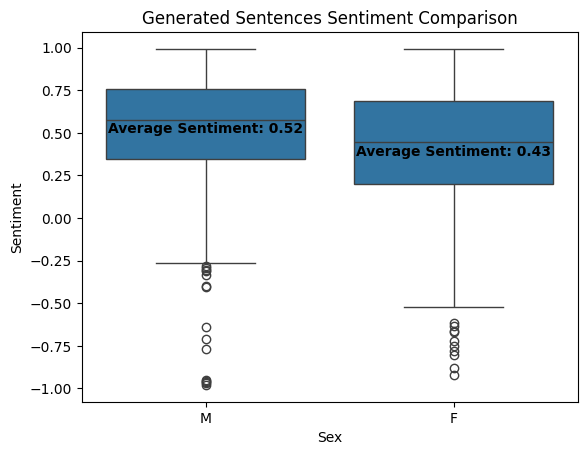 Generated Sentences Sentiment Comparison
1.00
0.75
0.50
0.25
0.00
−0.25
−0.50
−0.75
−1.00
Sentiment
Average Sentiment: 0.52
Average Sentiment: 0.43
M
F
Sex